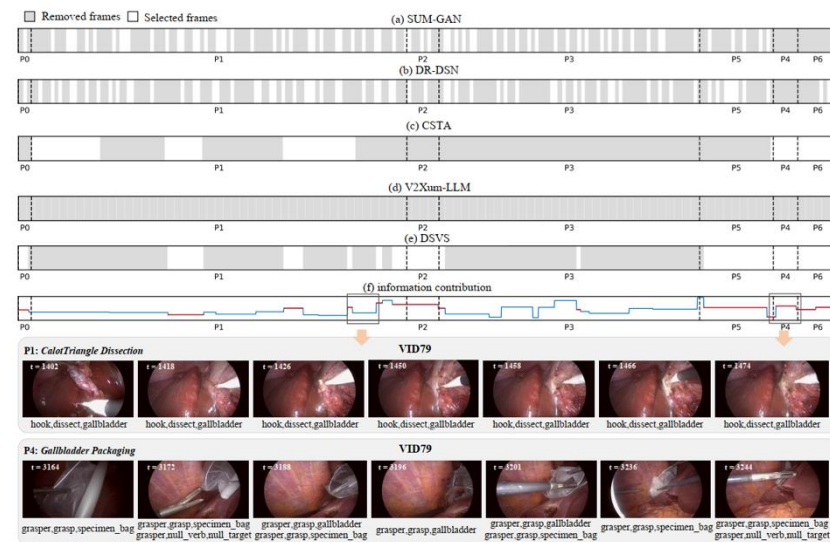 Removed frames Selected frames
(a) SUM-GAN
P0 P1 P2 P3 P5 P4 P6
(b) DR-DSN
P0 P1 P2 P3 P5 P4 P6
(c) CSTA
P0 P1 P2 P3 P5 P4 P6
(d) V2Xum-LLM
P0 P1 P2 P3 P5 P4 P6
(e) DSVS
P0 P1 P2 P3 P5 P4 P6
(f) information contribution
P0 P1 P2 P3 P5 P4 P6
P1: CalotTriangle Dissection VID79
t = 1402 t = 1418 t = 1426 t = 1450 t = 1458 t = 1466 t = 1474
hook,dissect,gallbladder hook,dissect,gallbladder hook,dissect,gallbladder hook,dissect,gallbladder hook,dissect,gallbladder hook,dissect,gallbladder hook,dissect,gallbladder
P4: Gallbladder Packaging VID79
t = 3164 t = 3172 t = 3188 t = 3196 t = 3201 t = 3236 t = 3244
grasper,grasp,specimen_bag grasper,grasp,specimen_bag grasper,grasp,gallbladder grasper,grasp,gallbladder grasper,grasp,gallbladder grasper,grasp,specimen_bag grasper,grasp,specimen_bag
grasper,null_verb,null_target grasper,grasp,specimen_bag grasper,grasp,specimen_bag grasper,null_verb,null_target